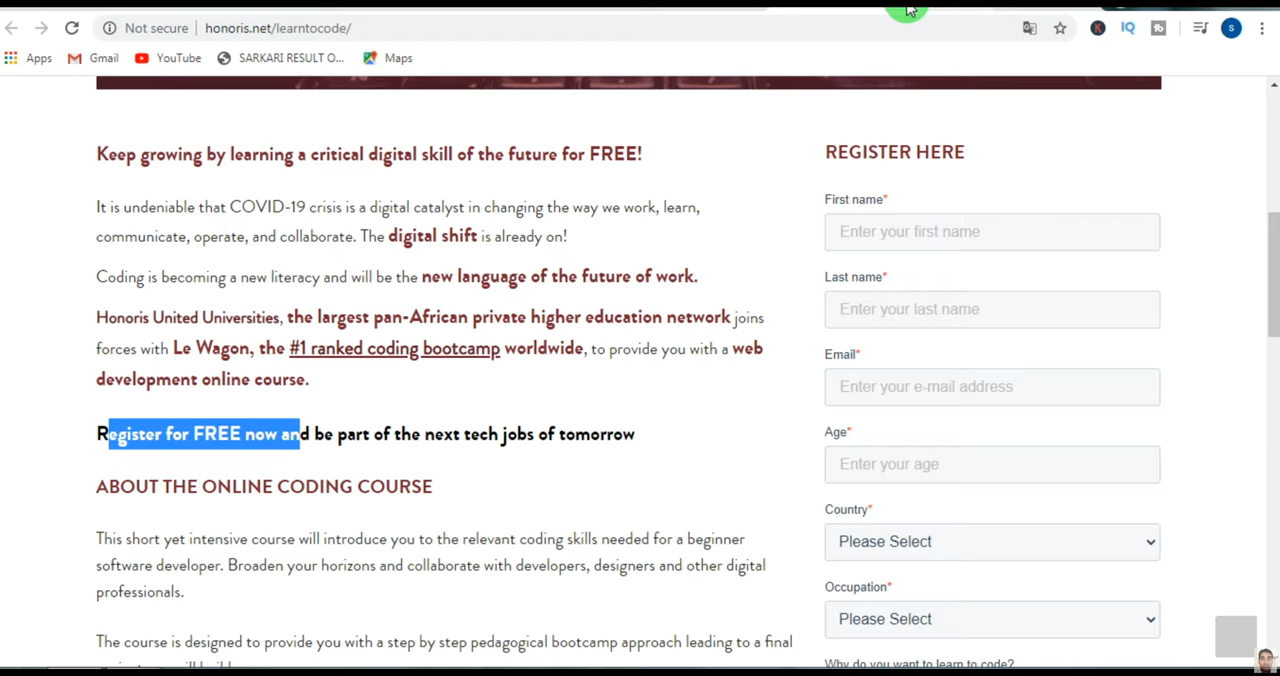 Not secure honoris.net/learntocode/
Apps Gmail YouTube SARKARI RESULT O... Maps
Keep growing by learning a critical digital skill of the future for FREE!
It is undeniable that COVID-19 crisis is a digital catalyst in changing the way we work, learn,
communicate, operate, and collaborate. The digital shift is already on!
Coding is becoming a new literacy and will be the new language of the future of work.
Honoris United Universities, the largest pan-African private higher education network joins
forces with Le Wagon, the #1 ranked coding bootcamp worldwide, to provide you with a web
development online course.
Register for FREE now and be part of the next tech jobs of tomorrow
ABOUT THE ONLINE CODING COURSE
This short yet intensive course will introduce you to the relevant coding skills needed for a beginner
software developer. Broaden your horizons and collaborate with developers, designers and other digital
professionals.
The course is designed to provide you with a step by step pedagogical bootcamp approach leading to a final
REGISTER HERE
First name*
Enter your first name
Last name*
Enter your last name
Email*
Enter your e-mail address
Age*
Enter your age
Country*
Please Select
Occupation*
Please Select
Why do you want to learn to code?